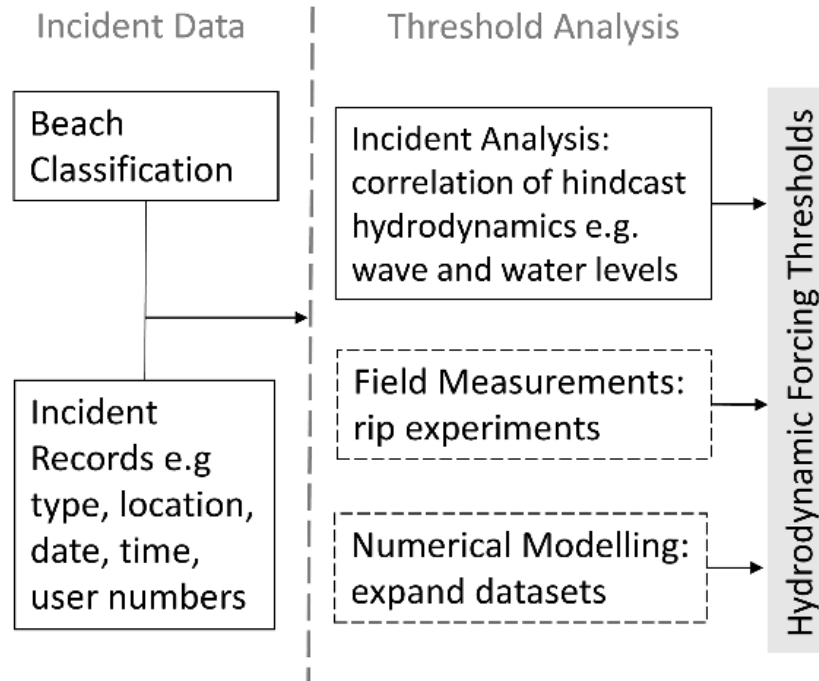 Incident Data
Threshold Analysis
Beach
Classification
Incident
Records e.g
type, location,
date, time,
user numbers
Incident Analysis:
correlation of hindcast
hydrodynamics e.g.
wave and water levels
Field Measurements:
rip experiments
Numerical Modelling:
expand datasets
Hydrodynamic Forcing Thresholds